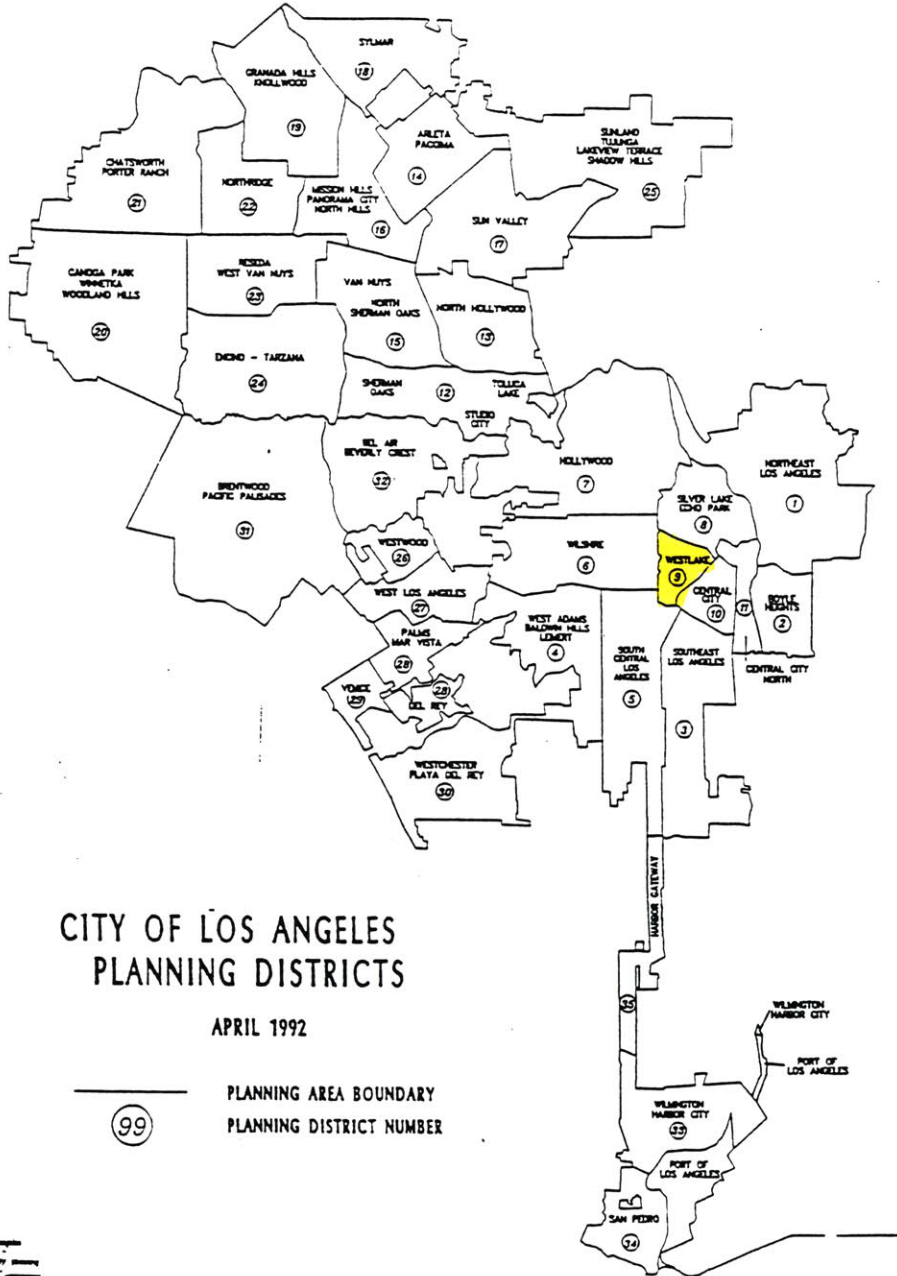 SYLMAR
18
GRANADA HILLS
KNOLLWOOD
19
ARLETA
PACOIMA
14
SUNLAND
TUJUNGA
LAKEVIEW TERRACE
SHADOW HILLS
25
CHATSWORTH
PORTER RANCH
21
NORTHRIDGE
22
MISSION HILLS
PANORAMA CITY
NORTH HILLS
16
SUN VALLEY
17
CANOGA PARK
WINNETKA
WOODLAND HILLS
20
RESEDA
WEST VAN NUYS
23
VAN NUYS
NORTH
SHERMAN OAKS
15
NORTH HOLLYWOOD
13
ENCINO - TARZANA
24
SHERMAN
OAKS
12
TOLUCA
LAKE
STUDIO
CITY
BEL AIR
BEVERLY CREST
32
HOLLYWOOD
7
NORTHEAST
LOS ANGELES
1
BRENTWOOD
PACIFIC PALISADES
31
SILVER LAKE
ECHO PARK
8
WESTWOOD
26
WILSHIRE
6
WESTLAKE
9
CENTRAL
CITY
10
11
BOYLE
HEIGHTS
2
WEST LOS ANGELES
27
WEST ADAMS
BALDWIN HILLS
LEIMERT
4
PALMS
MAR VISTA
28
SOUTH
CENTRAL
LOS
ANGELES
5
SOUTHEAST
LOS ANGELES
3
CENTRAL CITY
NORTH
VENICE
29
28
DEL REY
WESTCHESTER
PLAYA DEL REY
30
HARBOR GATEWAY
35
CITY OF LOS ANGELES
PLANNING DISTRICTS
APRIL 1992
PLANNING AREA BOUNDARY
99
PLANNING DISTRICT NUMBER
WILMINGTON
HARBOR CITY
PORT OF
LOS ANGELES
WILMINGTON
HARBOR CITY
33
PORT OF
LOS ANGELES
SAN PEDRO
34